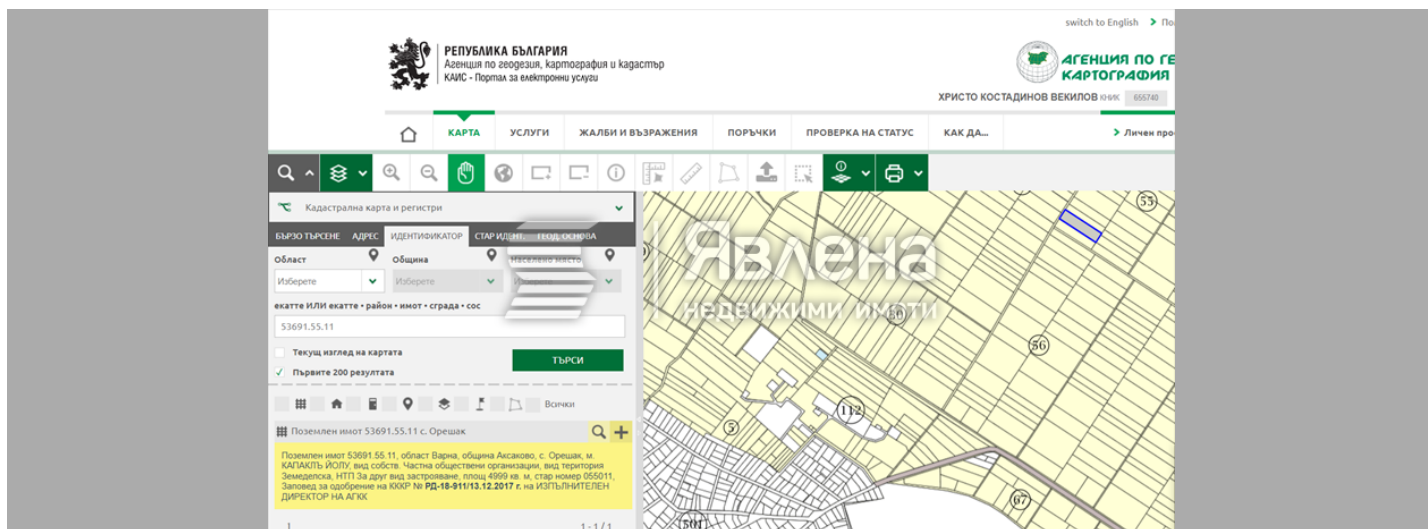 switch to English
РЕПУБЛИКА БЪЛГАРИЯ
Агенция по геодезия, картография и кадастър
КАИС - Портал за електронни услуги
АГЕНЦИЯ ПО ГЕ
КАРТОГРАФИЯ
ХРИСТО КОСТАДИНОВ ВЕКИЛОВ КНИК 655740
КАРТА УСЛУГИ ЖАЛБИ И ВЪЗРАЖЕНИЯ ПОРЪЧКИ ПРОВЕРКА НА СТАТУС КАК ДА... Личен про
Кадастрална карта и регистри
БЪРЗО ТЪРСЕНЕ АДРЕС ИДЕНТИФИКАТОР СТАР ИДЕНТ. ГЕОД. ОСНОВА
Област Община Населено място
Изберете Изберете
екатте ИЛИ екатте • район • имот • сграда • сос
53691.55.11
Текущ изглед на картата
ТЪРСИ
Първите 200 резултата
Всички
Поземлен имот 53691.55.11 с. Орешак
Поземлен имот 53691.55.11, област Варна, община Аксаково, с. Орешак, м.
КАПАКЛЪ ЙОЛУ, вид собств. Частна обществени организации, вид територия
Земеделска, НТП За друг вид застрояване, площ 4999 кв. м, стар номер 055011,
Заповед за одобрение на КККР № РД-18-911/13.12.2017 г. на ИЗПЪЛНИТЕЛЕН
ДИРЕКТОР НА АГКК
1 1 - 1 / 1
Явлена
недвижими имоти
55
56
112
5
67
501